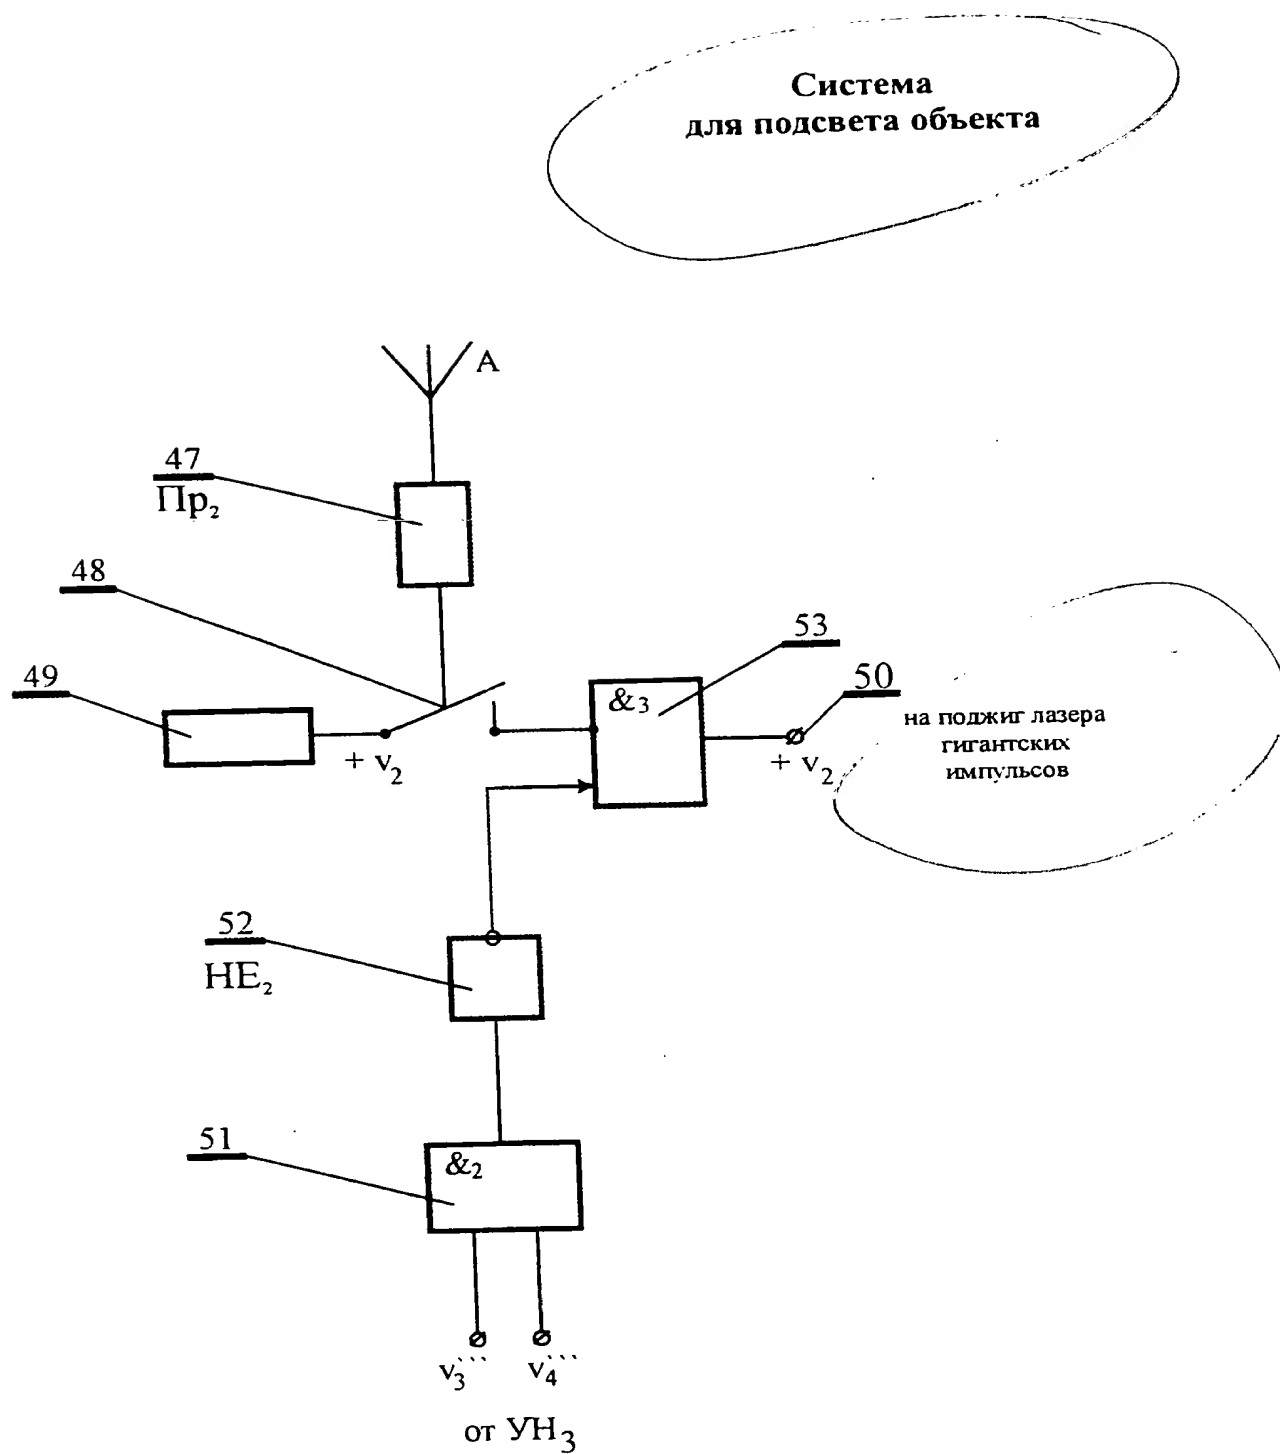 Система
для подсвета объекта
A
47
Пр₂
48
49
+ v₂
&₃
53
50
+ v₂
на поджиг лазера
гигантских
импульсов
52
НЕ₂
51
&₂
v₃```
v₄```
от УН₃